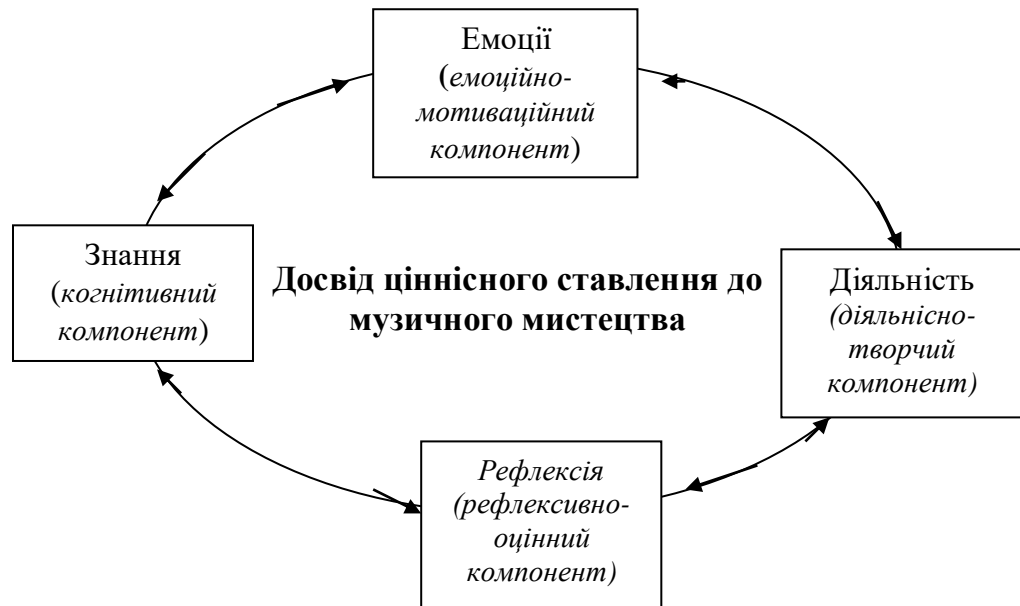 Емоції
(емоційно-
мотиваційний
компонент)
Знання
(когнітивний
компонент)
Досвід ціннісного ставлення до
музичного мистецтва
Діяльність
(діяльнісно-
творчий
компонент)
Рефлексія
(рефлексивно-
оцінний
компонент)